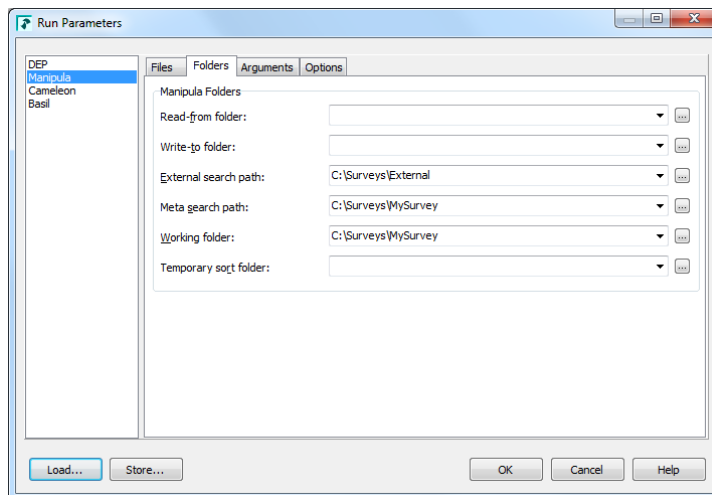 Run Parameters
DEP
Manipula
Cameleon
Basil
Files Folders Arguments Options
Manipula Folders
Read-from folder:
Write-to folder:
External search path: C:\Surveys\External
Meta search path: C:\Surveys\MySurvey
Working folder: C:\Surveys\MySurvey
Temporary sort folder:
Load... Store... OK Cancel Help